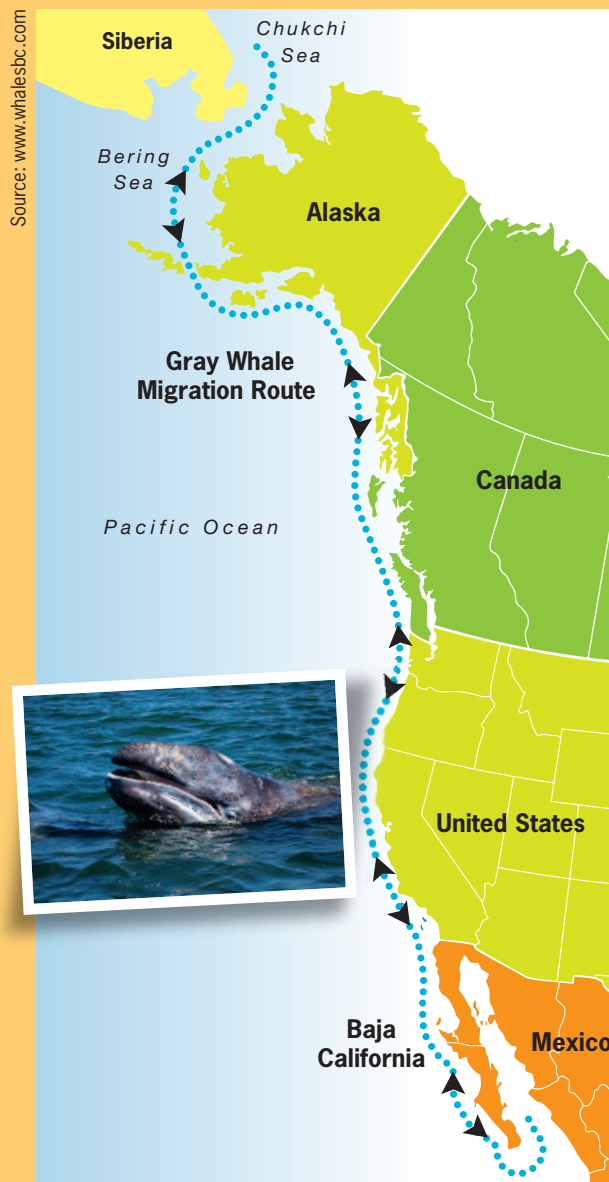 Source: www.whalesbc.com
Siberia
Chukchi
Sea
Bering
Sea
Alaska
Gray Whale
Migration Route
Canada
Pacific Ocean
United States
Baja
California
Mexico